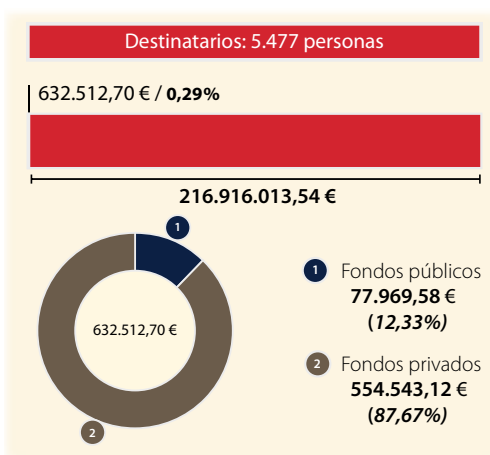 Destinatarios: 5.477 personas
632.512,70 € / 0,29%
216.916.013,54 €
1
632.512,70 €
2
1 Fondos públicos
77.969,58 €
(12,33%)
2 Fondos privados
554.543,12 €
(87,67%)